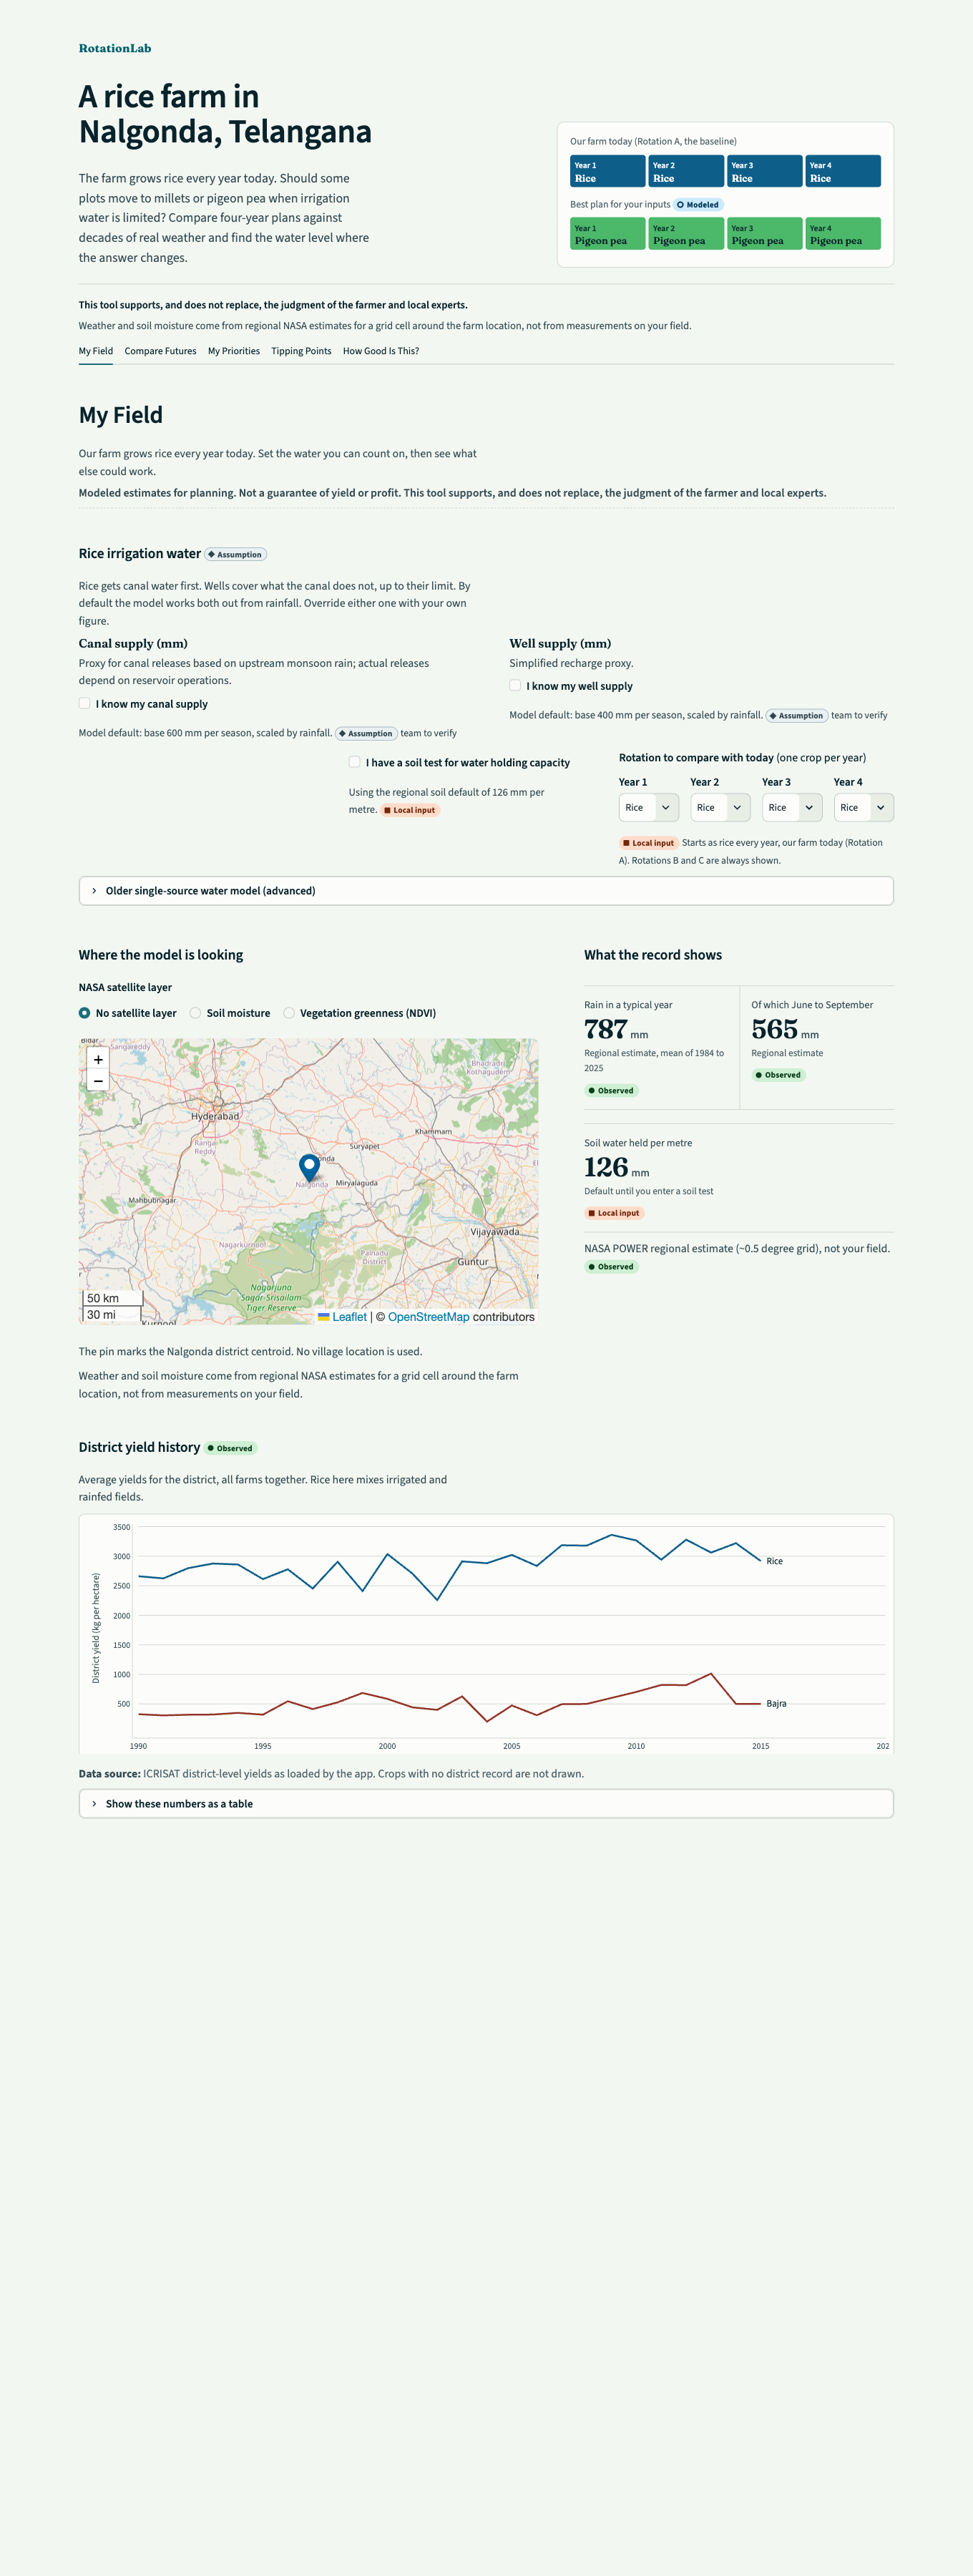 RotationLab
A rice farm in
Nalgonda, Telangana
The farm grows rice every year today. Should some
plots move to millets or pigeon pea when irrigation
water is limited? Compare four-year plans against
decades of real weather and find the water level where
the answer changes.
Our farm today (Rotation A, the baseline)
Year 1 Year 2 Year 3 Year 4
Rice Rice Rice Rice
Best plan for your inputs Modeled
Year 1 Year 2 Year 3 Year 4
Pigeon pea Pigeon pea Pigeon pea Pigeon pea
This tool supports, and does not replace, the judgment of the farmer and local experts.
Weather and soil moisture come from regional NASA estimates for a grid cell around the farm location, not from measurements on your field.
My Field Compare Futures My Priorities Tipping Points How Good Is This?
My Field
Our farm grows rice every year today. Set the water you can count on, then see what
else could work.
Modeled estimates for planning. Not a guarantee of yield or profit. This tool supports, and does not replace, the judgment of the farmer and local experts.
Rice irrigation water Assumption
Rice gets canal water first. Wells cover what the canal does not, up to their limit. By
default the model works both out from rainfall. Override either one with your own
figure.
Canal supply (mm)
Proxy for canal releases based on upstream monsoon rain; actual releases
depend on reservoir operations.
I know my canal supply
Model default: base 600 mm per season, scaled by rainfall. Assumption team to verify
Well supply (mm)
Simplified recharge proxy.
I know my well supply
Model default: base 400 mm per season, scaled by rainfall. Assumption team to verify
I have a soil test for water holding capacity
Using the regional soil default of 126 mm per
metre. Local input
Rotation to compare with today (one crop per year)
Year 1 Year 2 Year 3 Year 4
Rice Rice Rice Rice
Local input Starts as rice every year, our farm today (Rotation
A). Rotations B and C are always shown.
Older single-source water model (advanced)
Where the model is looking
NASA satellite layer
No satellite layer Soil moisture Vegetation greenness (NDVI)
+
−
Bidar
Sangareddy
Bhadradri
Kothagudem
Hyderabad
Khammam
Ranga
Reddy
Suryapet
onda
Nalgonda
Miryalaguda
Mahbubnagar
Vijayawada
Nagarkurnool
Palnadu
District
Guntur
Nagarjuna
Sagar-Srisailam
Tiger Reserve
50 km
30 mi
Kurnool
Leaflet | © OpenStreetMap contributors
The pin marks the Nalgonda district centroid. No village location is used.
Weather and soil moisture come from regional NASA estimates for a grid cell around the farm
location, not from measurements on your field.
What the record shows
Rain in a typical year
787 mm
Regional estimate, mean of 1984 to
2025
Observed
Of which June to September
565 mm
Regional estimate
Observed
Soil water held per metre
126 mm
Default until you enter a soil test
Local input
NASA POWER regional estimate (~0.5 degree grid), not your field.
Observed
District yield history Observed
Average yields for the district, all farms together. Rice here mixes irrigated and
rainfed fields.
District yield (kg per hectare)
3500
3000
2500
2000
1500
1000
500
Rice
Bajra
1990 1995 2000 2005 2010 2015 202
Data source: ICRISAT district-level yields as loaded by the app. Crops with no district record are not drawn.
Show these numbers as a table